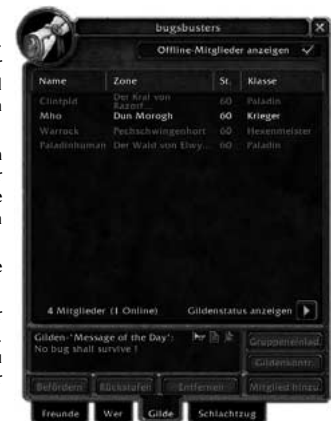 bugsbusters
Offline-Mitglieder anzeigen
Name Zone St. Klasse
Clintpld Der Kral von Razorf... 60 Paladin
Mho Dun Morogh 60 Krieger
Warrock Pechschwingenhort 60 Hexenmeister
Paladinhuman Der Wald von Elwy... 60 Paladin
4 Mitglieder (1 Online) Gildenstatus anzeigen
Gilden-"Message of the Day":
No bug shall survive !
Gruppeneinlad.
Gildenkontr.
Befördern Rückstufen Entfernen Mitglied hinzu.
Freunde Wer Gilde Schlachtzug